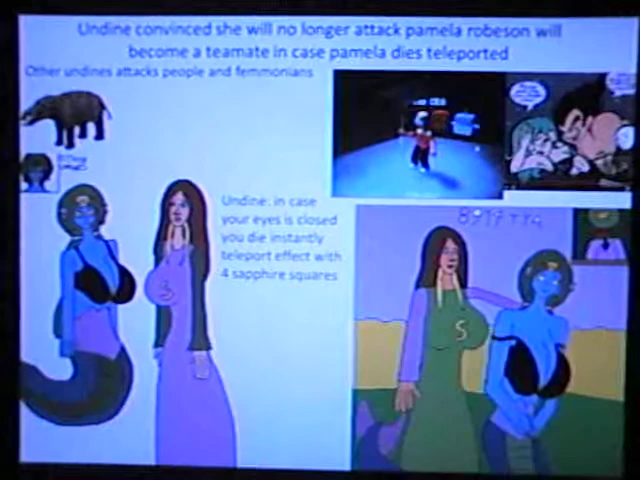 Undine convinced she will no longer attack pamela robeson will
become a teamate in case pamela dies teleported
Other undines attacks people and femmonians
Undine: in case
your eyes is closed
you die instantly
teleport effect with
4 sapphire squares
S
S